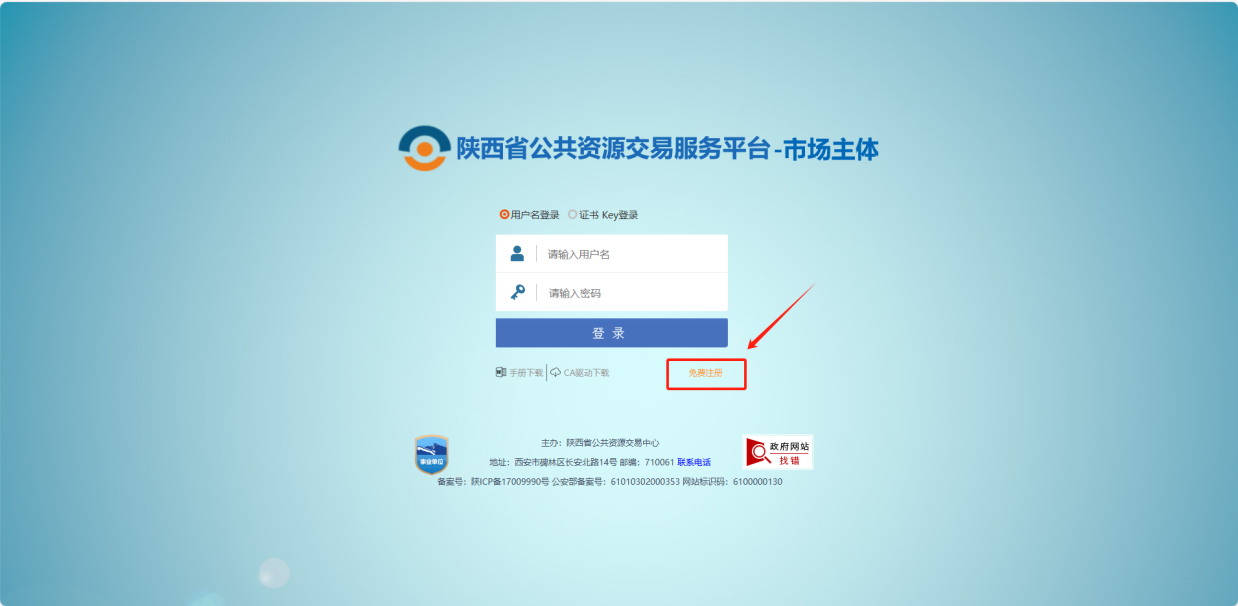 陕西省公共资源交易服务平台-市场主体
用户名登录 证书 Key登录
请输入用户名
请输入密码
登 录
手册下载 CA驱动下载 免费注册
主办：陕西省公共资源交易中心
地址：西安市碑林区长安北路14号 邮编：710061 联系电话
备案号：陕ICP备17009990号 公安部备案号：61010302000353 网站标识码：6100000130
事业单位
政府网站
找错